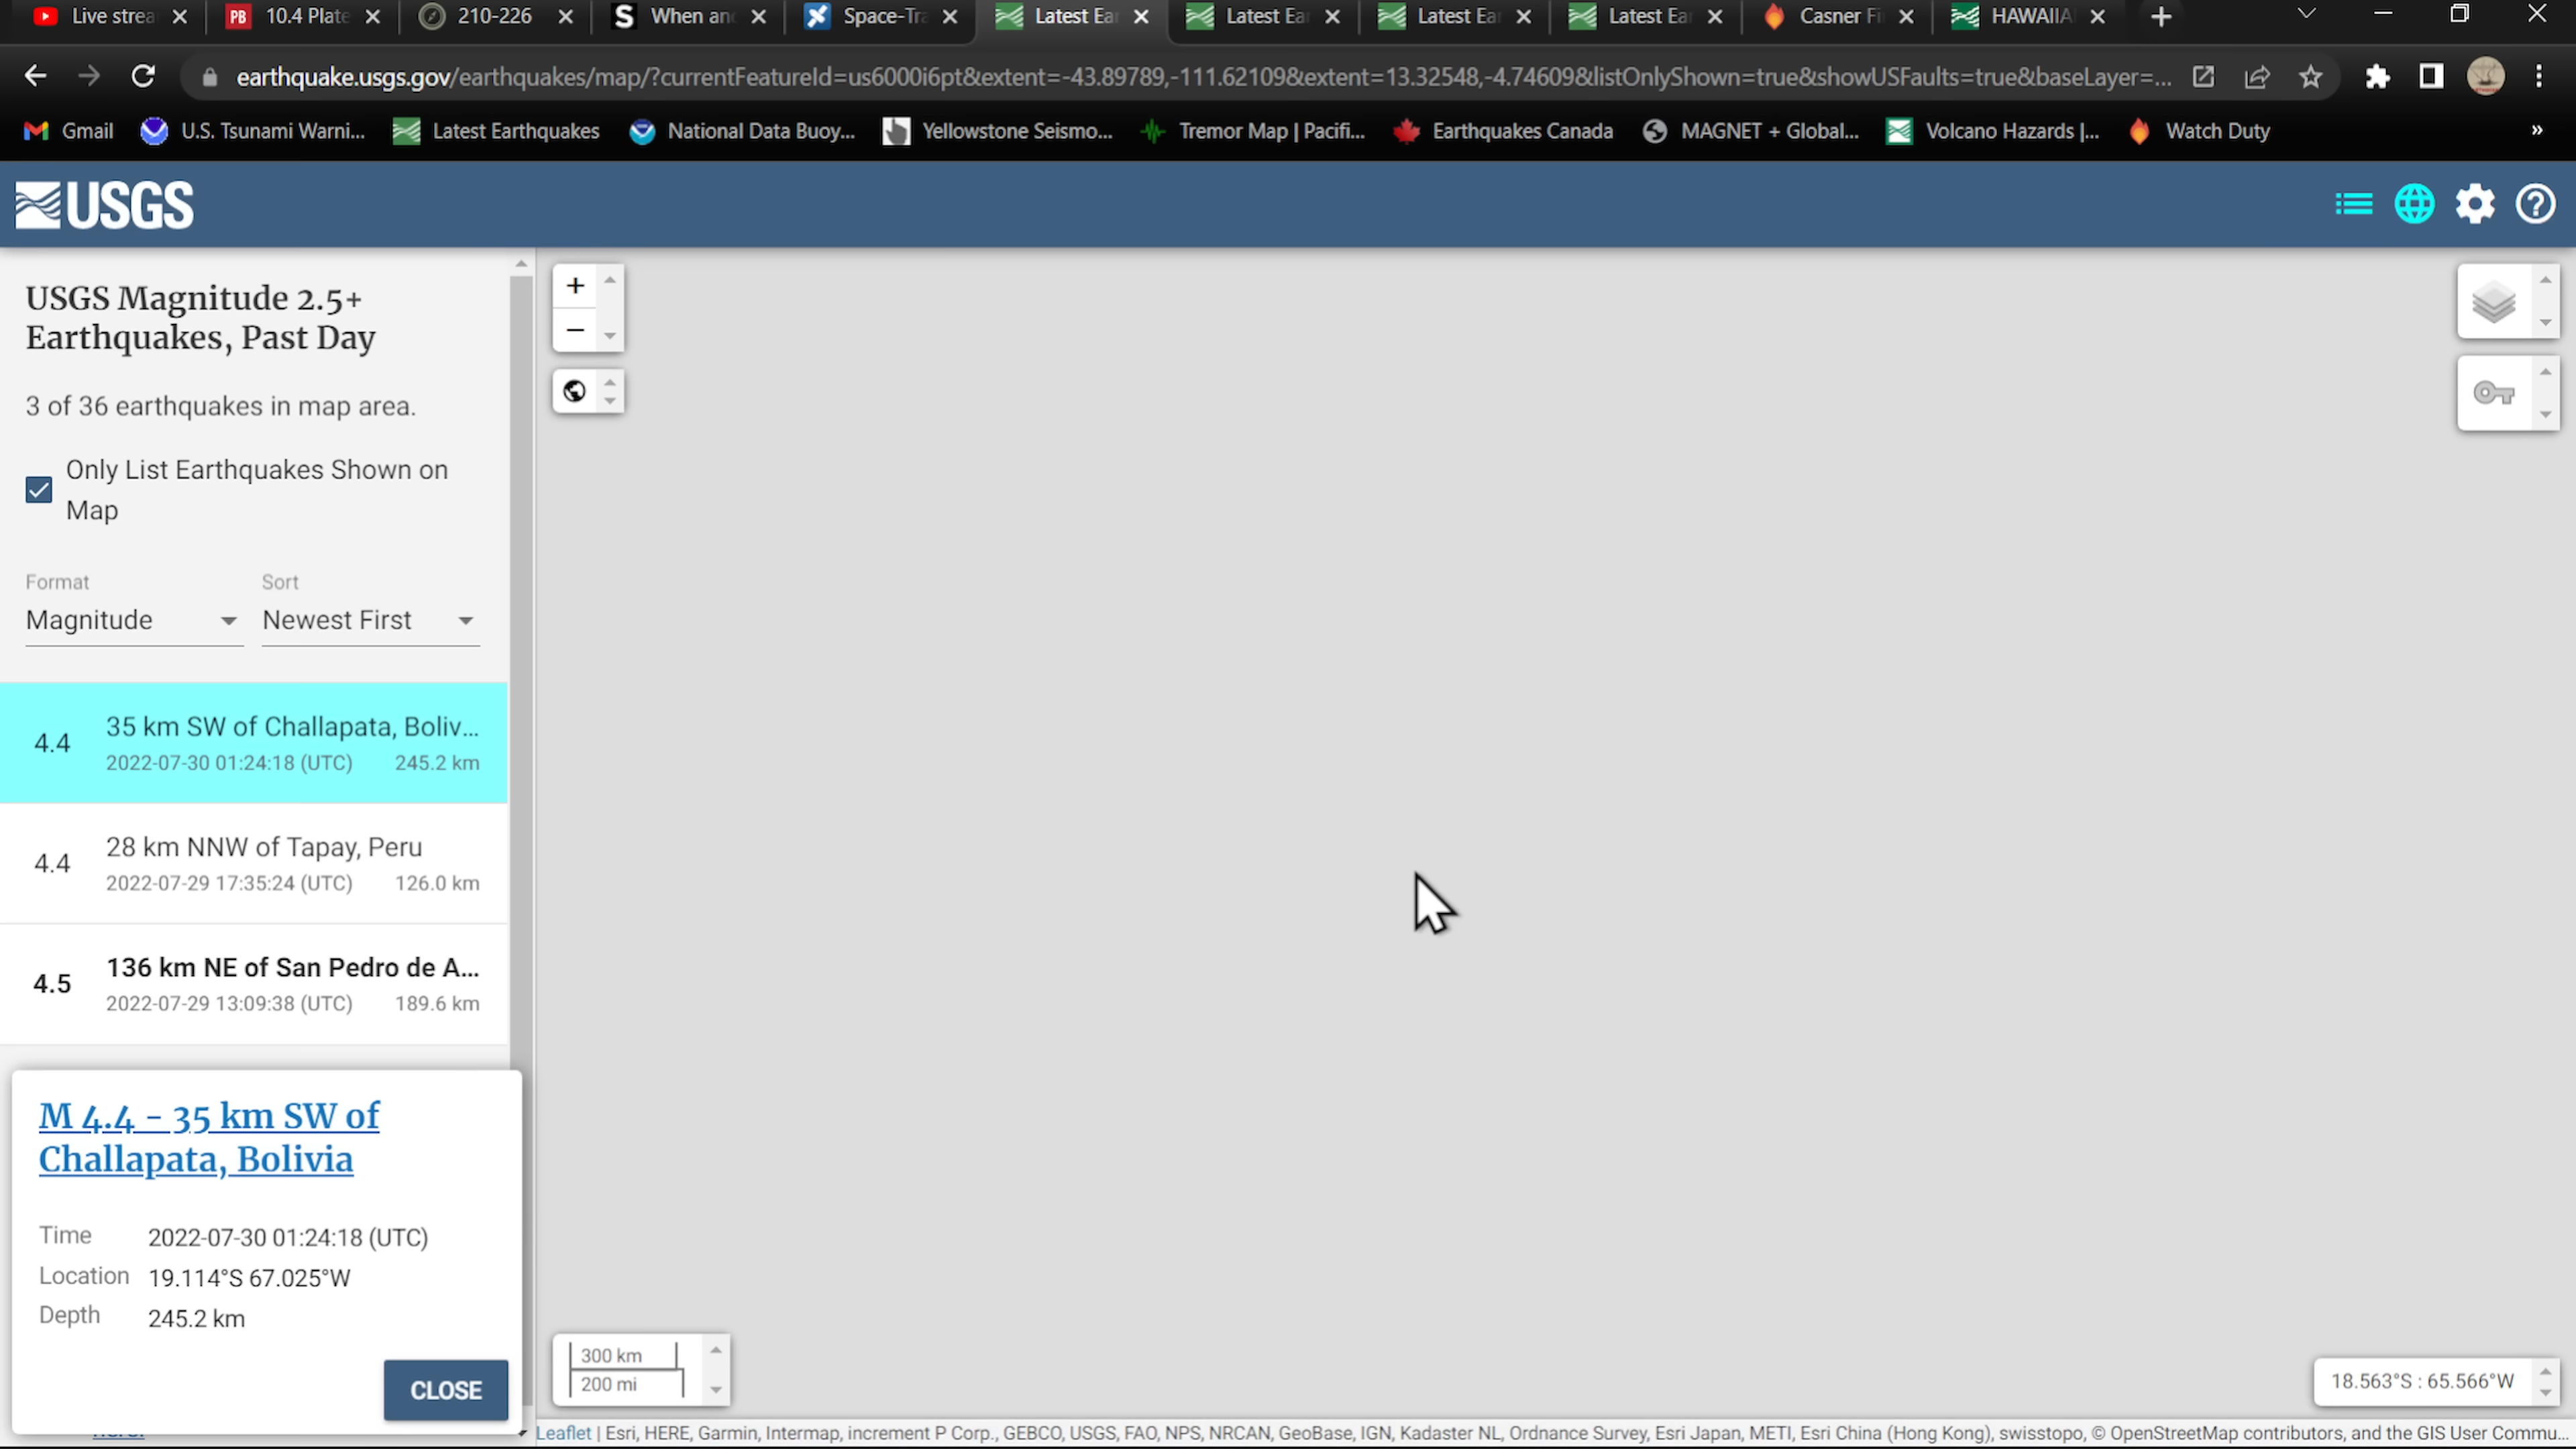 Live strea
10.4 Plate
210-226
When an
Space-Tra
Latest Ear
Latest Ea
Latest Ear
Latest Ea
Casner Fi
HAWAIIA
earthquake.usgs.gov/earthquakes/map/?currentFeatureId=us6000i6pt&extent=-43.89789,-111.62109&extent=13.32548,-4.74609&listOnlyShown=true&showUSFaults=true&baseLayer=...
Gmail
U.S. Tsunami Warni...
Latest Earthquakes
National Data Buoy...
Yellowstone Seismo...
Tremor Map | Pacifi...
Earthquakes Canada
MAGNET + Global...
Volcano Hazards |...
Watch Duty
»
USGS
USGS Magnitude 2.5+
Earthquakes, Past Day
3 of 36 earthquakes in map area.
Only List Earthquakes Shown on
Map
Format
Sort
Magnitude
Newest First
4.4
35 km SW of Challapata, Boliv...
2022-07-30 01:24:18 (UTC) 245.2 km
4.4
28 km NNW of Tapay, Peru
2022-07-29 17:35:24 (UTC) 126.0 km
4.5
136 km NE of San Pedro de A...
2022-07-29 13:09:38 (UTC) 189.6 km
M 4.4 - 35 km SW of
Challapata, Bolivia
Time 2022-07-30 01:24:18 (UTC)
Location 19.114°S 67.025°W
Depth 245.2 km
CLOSE
+
−
300 km
200 mi
18.563°S : 65.566°W
Leaflet | Esri, HERE, Garmin, Intermap, increment P Corp., GEBCO, USGS, FAO, NPS, NRCAN, GeoBase, IGN, Kadaster NL, Ordnance Survey, Esri Japan, METI, Esri China (Hong Kong), swisstopo, © OpenStreetMap contributors, and the GIS User Commu...